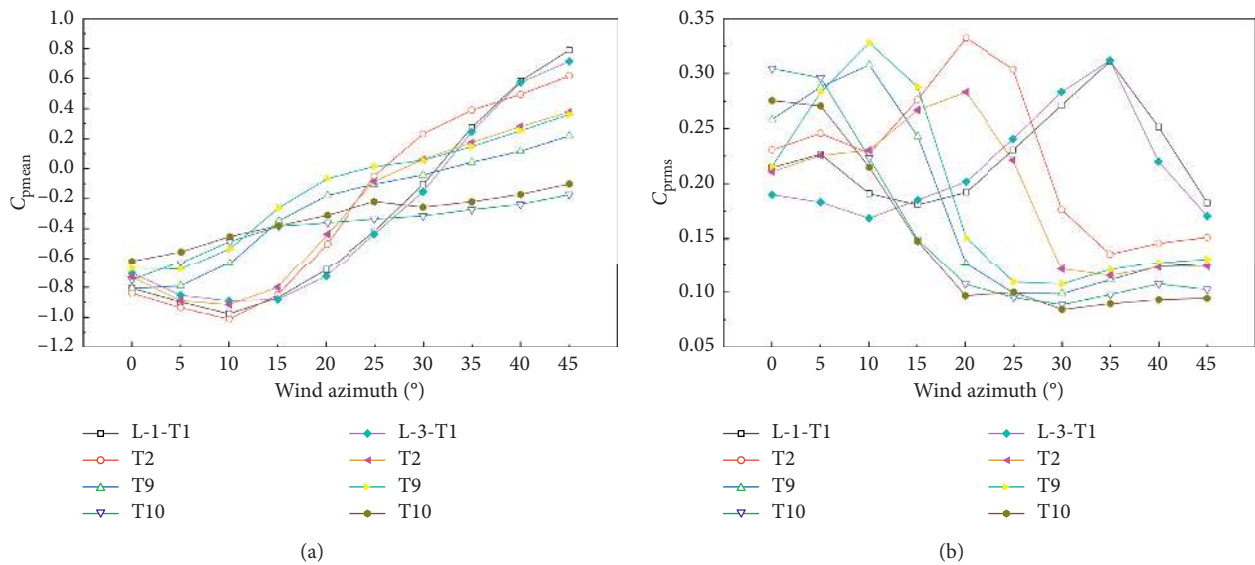 1.0
0.8
0.6
0.4
0.2
0.0
−0.2
−0.4
−0.6
−0.8
−1.0
−1.2
C_pmean
0 5 10 15 20 25 30 35 40 45
Wind azimuth (°)
L-1-T1 L-3-T1
T2 T2
T9 T9
T10 T10
(a)
0.35
0.30
0.25
0.20
0.15
0.10
0.05
C_prms
0 5 10 15 20 25 30 35 40 45
Wind azimuth (°)
L-1-T1 L-3-T1
T2 T2
T9 T9
T10 T10
(b)